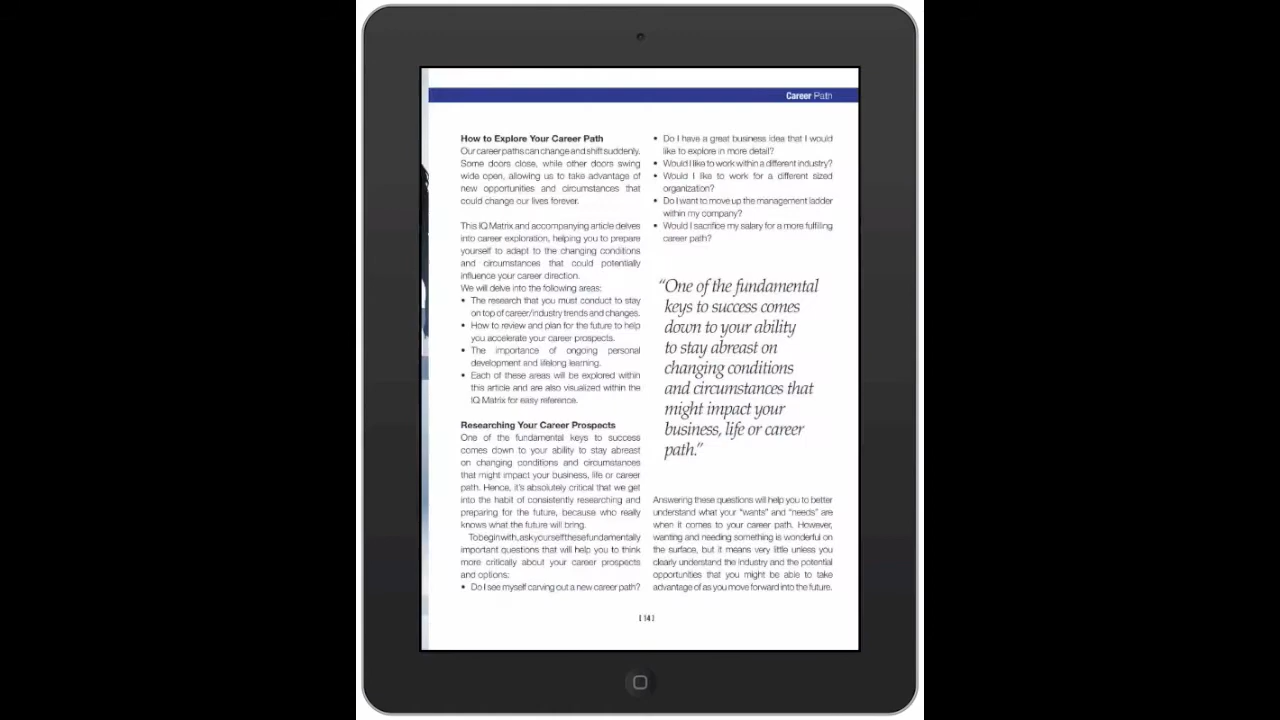 Career Path
How to Explore Your Career Path
Our career paths can change and shift suddenly.
Some doors close, while other doors swing
wide open, allowing us to take advantage of
new opportunities and circumstances that
could change our lives forever.
This IQ Matrix and accompanying article delves
into career exploration, helping you to prepare
yourself to adapt to the changing conditions
and circumstances that could potentially
influence your career direction.
We will delve into the following areas:
• The research that you must conduct to stay
on top of career/industry trends and changes.
• How to review and plan for the future to help
you accelerate your career prospects.
• The importance of ongoing personal
development and lifelong learning.
• Each of these areas will be explored within
this article and are also visualized within the
IQ Matrix for easy reference.
Researching Your Career Prospects
One of the fundamental keys to success
comes down to your ability to stay abreast
on changing conditions and circumstances
that might impact your business, life or career
path. Hence, it's absolutely critical that we get
into the habit of consistently researching and
preparing for the future, because who really
knows what the future will bring.
To begin with, ask yourself these fundamentally
important questions that will help you to think
more critically about your career prospects
and options:
• Do I see myself carving out a new career path?
• Do I have a great business idea that I would
like to explore in more detail?
• Would I like to work within a different industry?
• Would I like to work for a different sized
organization?
• Do I want to move up the management ladder
within my company?
• Would I sacrifice my salary for a more fulfilling
career path?
“One of the fundamental
keys to success comes
down to your ability
to stay abreast on
changing conditions
and circumstances that
might impact your
business, life or career
path.”
Answering these questions will help you to better
understand what your “wants” and “needs” are
when it comes to your career path. However,
wanting and needing something is wonderful on
the surface, but it means very little unless you
clearly understand the industry and the potential
opportunities that you might be able to take
advantage of as you move forward into the future.
[ 14 ]